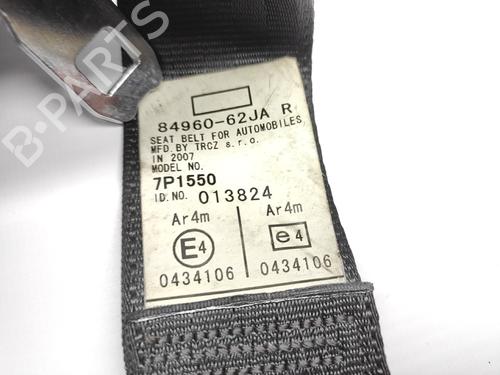 84960-62JA R
SEAT BELT FOR AUTOMOBILES
MFD. BY TRCZ s.r.o.
IN 2007
MODEL NO.
7P1550
ID. NO. 013824
Ar4m Ar4m
E4 e4
0434106 0434106
B-PARTS